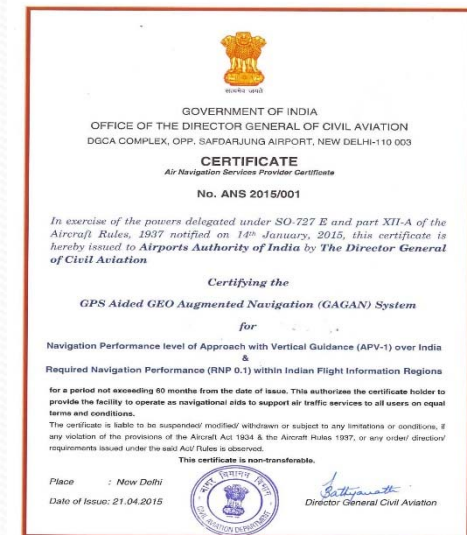 सत्यमेव जयते
GOVERNMENT OF INDIA
OFFICE OF THE DIRECTOR GENERAL OF CIVIL AVIATION
DGCA COMPLEX, OPP. SAFDARJUNG AIRPORT, NEW DELHI-110 003
CERTIFICATE
Air Navigation Services Provider Certificate
No. ANS 2015/001
In exercise of the powers delegated under SO-727 E and part XII-A of the
Aircraft Rules, 1937 notified on 14th January, 2015, this certificate is
hereby issued to Airports Authority of India by The Director General
of Civil Aviation
Certifying the
GPS Aided GEO Augmented Navigation (GAGAN) System
for
Navigation Performance level of Approach with Vertical Guidance (APV-1) over India
&
Required Navigation Performance (RNP 0.1) within Indian Flight Information Regions
for a period not exceeding 60 months from the date of issue. This authorizes the certificate holder to
provide the facility to operate as navigational aids to support air traffic services to all users on equal
terms and conditions.
The certificate is liable to be suspended/ modified/ withdrawn or subject to any limitations or conditions, if
any violation of the provisions of the Aircraft Act 1934 & the Aircraft Rules 1937, or any order/ direction/
requirements issued under the said Act/ Rules is observed.
This certificate is non-transferable.
Place : New Delhi
Date of Issue: 21.04.2015
नागर विमानन विभाग
CIVIL AVIATION DEPARTMENT
Director General Civil Aviation